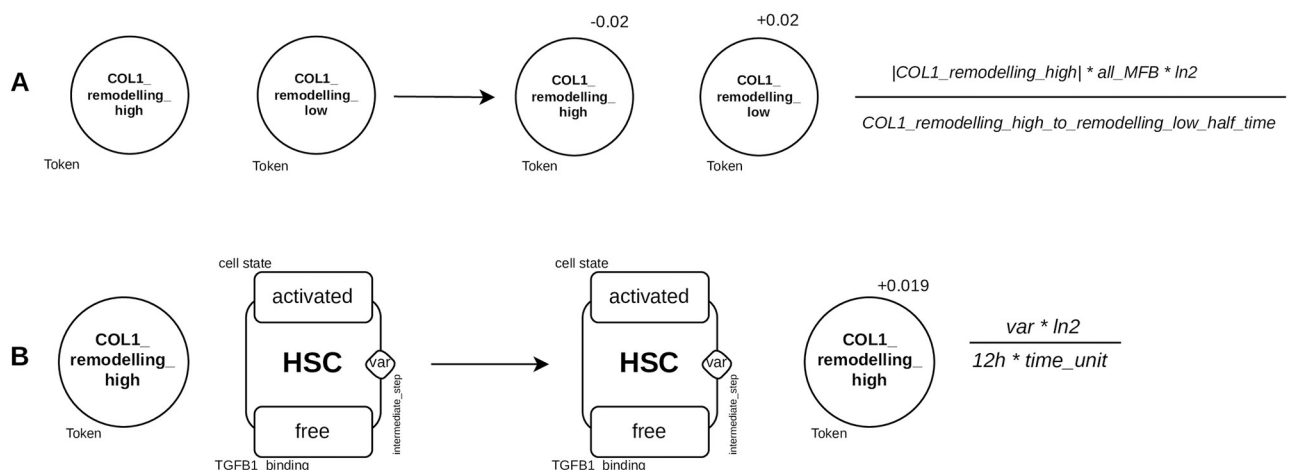 -0.02
+0.02
A
COL1_
remodelling_
high
Token
COL1_
remodelling_
low
Token
COL1_
remodelling_
high
Token
COL1_
remodelling_
low
Token
|COL1_remodelling_high| * all_MFB * ln2
COL1_remodelling_high_to_remodelling_low_half_time
B
COL1_
remodelling_
high
Token
cell state
activated
HSC
var
intermediate_step
free
TGFB1_binding
cell state
activated
HSC
var
intermediate_step
free
TGFB1_binding
+0.019
COL1_
remodelling_
high
Token
var * ln2
12h * time_unit